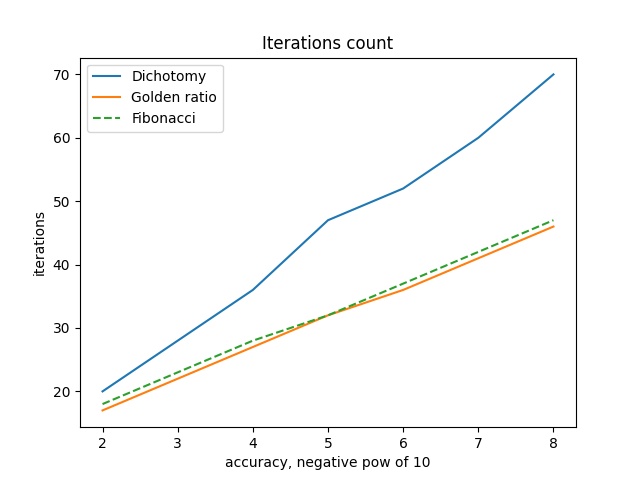 Iterations count
Dichotomy
Golden ratio
Fibonacci
70
60
50
40
30
20
iterations
2 3 4 5 6 7 8
accuracy, negative pow of 10